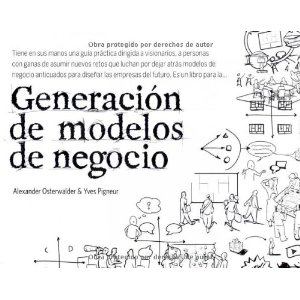 Obra protegido por derechos de autor
Tiene en sus manos una guía práctica dirigida a visionarios, a personas
con ganas de asumir nuevos retos que luchan por dejar atrás modelos de
negocio anticuados para diseñar las empresas del futuro. Es un libro para la...
Generación
de modelos
de negocio
Alexander Osterwalder & Yves Pigneur
Obra protegido por derechos de autor